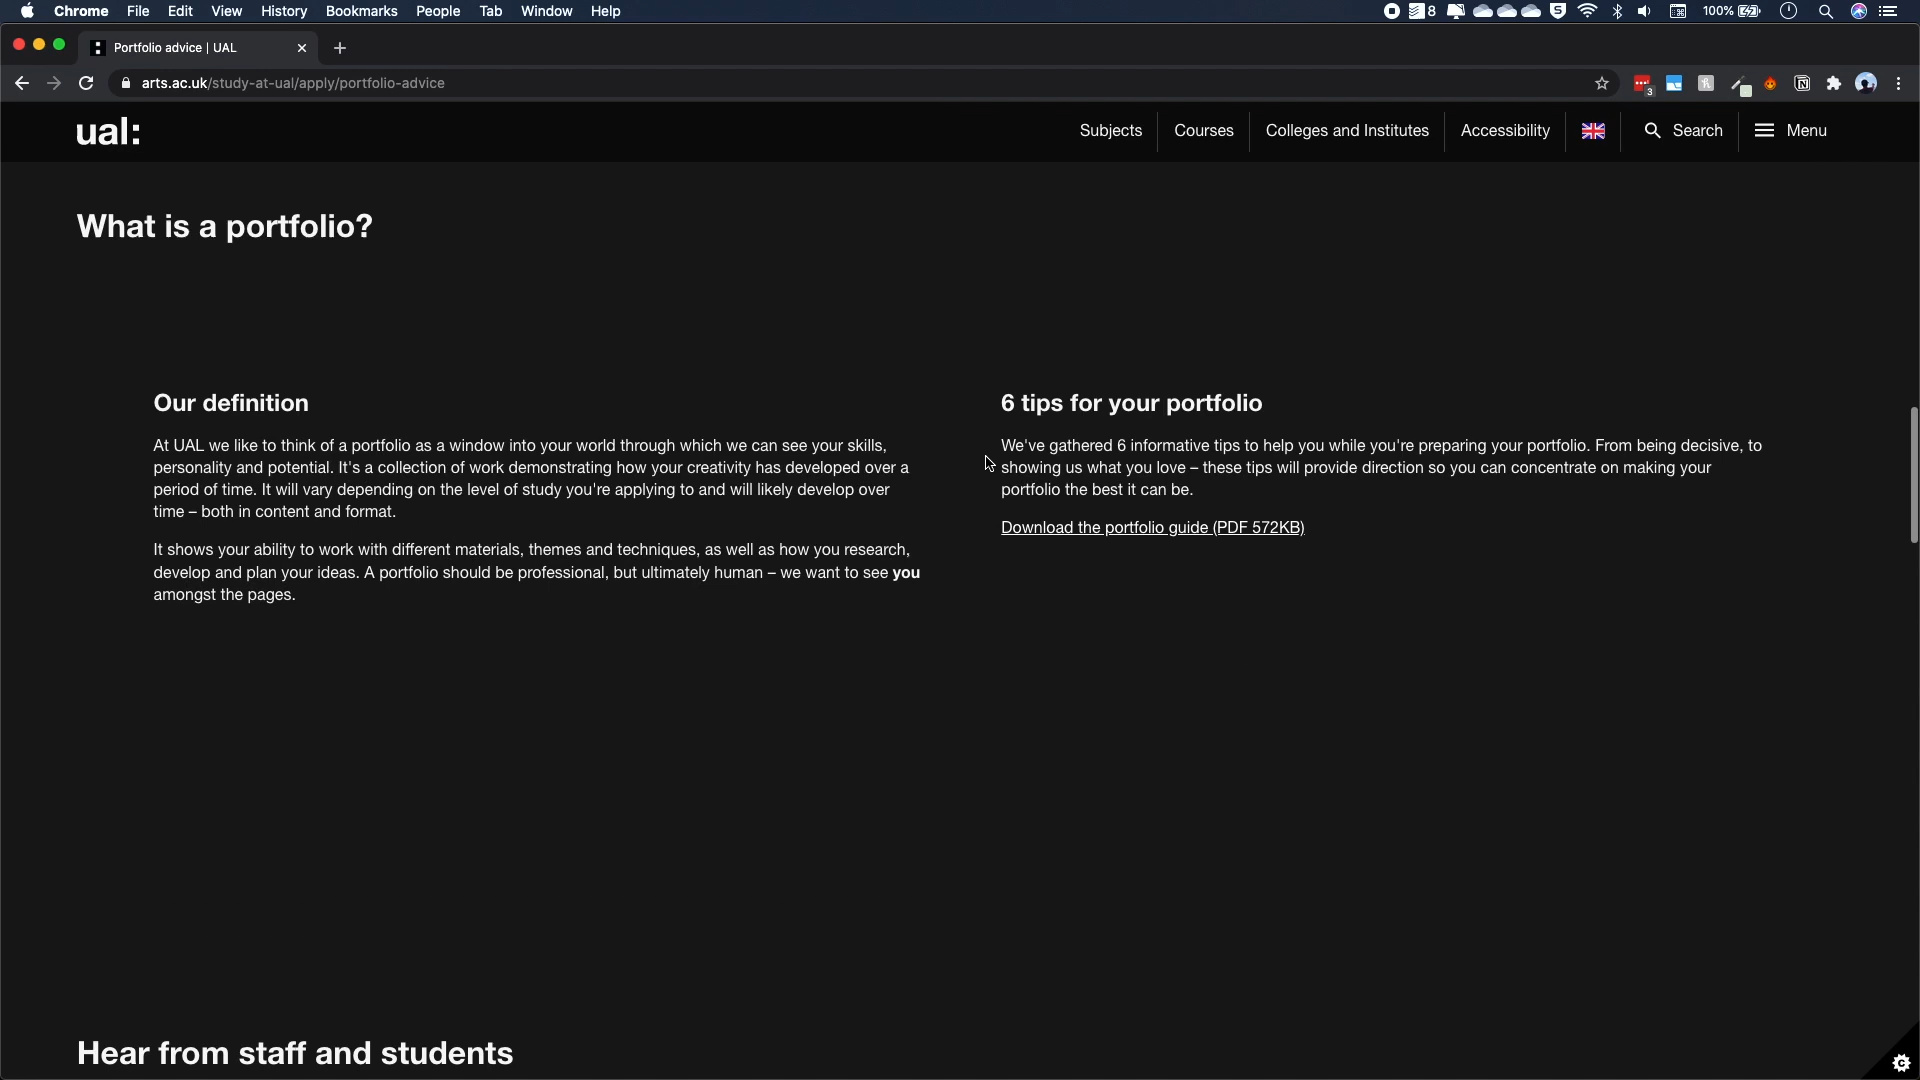 Chrome File Edit View History Bookmarks People Tab Window Help 8 100%
Portfolio advice | UAL
arts.ac.uk/study-at-ual/apply/portfolio-advice 3
ual: Subjects Courses Colleges and Institutes Accessibility Search Menu
What is a portfolio?
Our definition
At UAL we like to think of a portfolio as a window into your world through which we can see your skills,
personality and potential. It's a collection of work demonstrating how your creativity has developed over a
period of time. It will vary depending on the level of study you're applying to and will likely develop over
time – both in content and format.
It shows your ability to work with different materials, themes and techniques, as well as how you research,
develop and plan your ideas. A portfolio should be professional, but ultimately human – we want to see you
amongst the pages.
6 tips for your portfolio
We've gathered 6 informative tips to help you while you're preparing your portfolio. From being decisive, to
showing us what you love – these tips will provide direction so you can concentrate on making your
portfolio the best it can be.
Download the portfolio guide (PDF 572KB)
Hear from staff and students